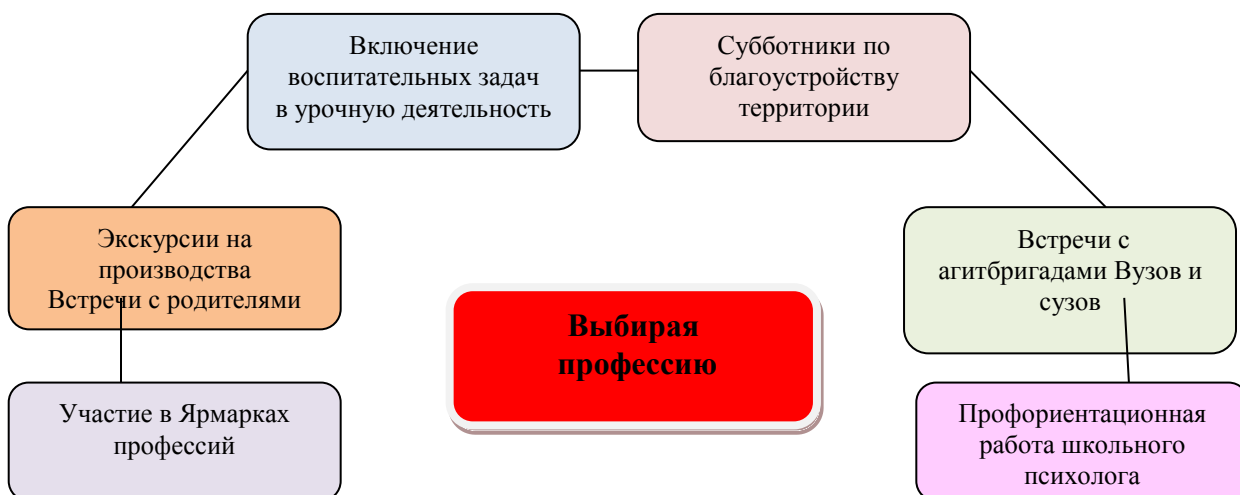 Включение
воспитательных задач
в урочную деятельность
Субботники по
благоустройству
территории
Экскурсии на
производства
Встречи с родителями
Встречи с
агитбригадами Вузов и
сузов
Выбирая
профессию
Участие в Ярмарках
профессий
Профориентационная
работа школьного
психолога